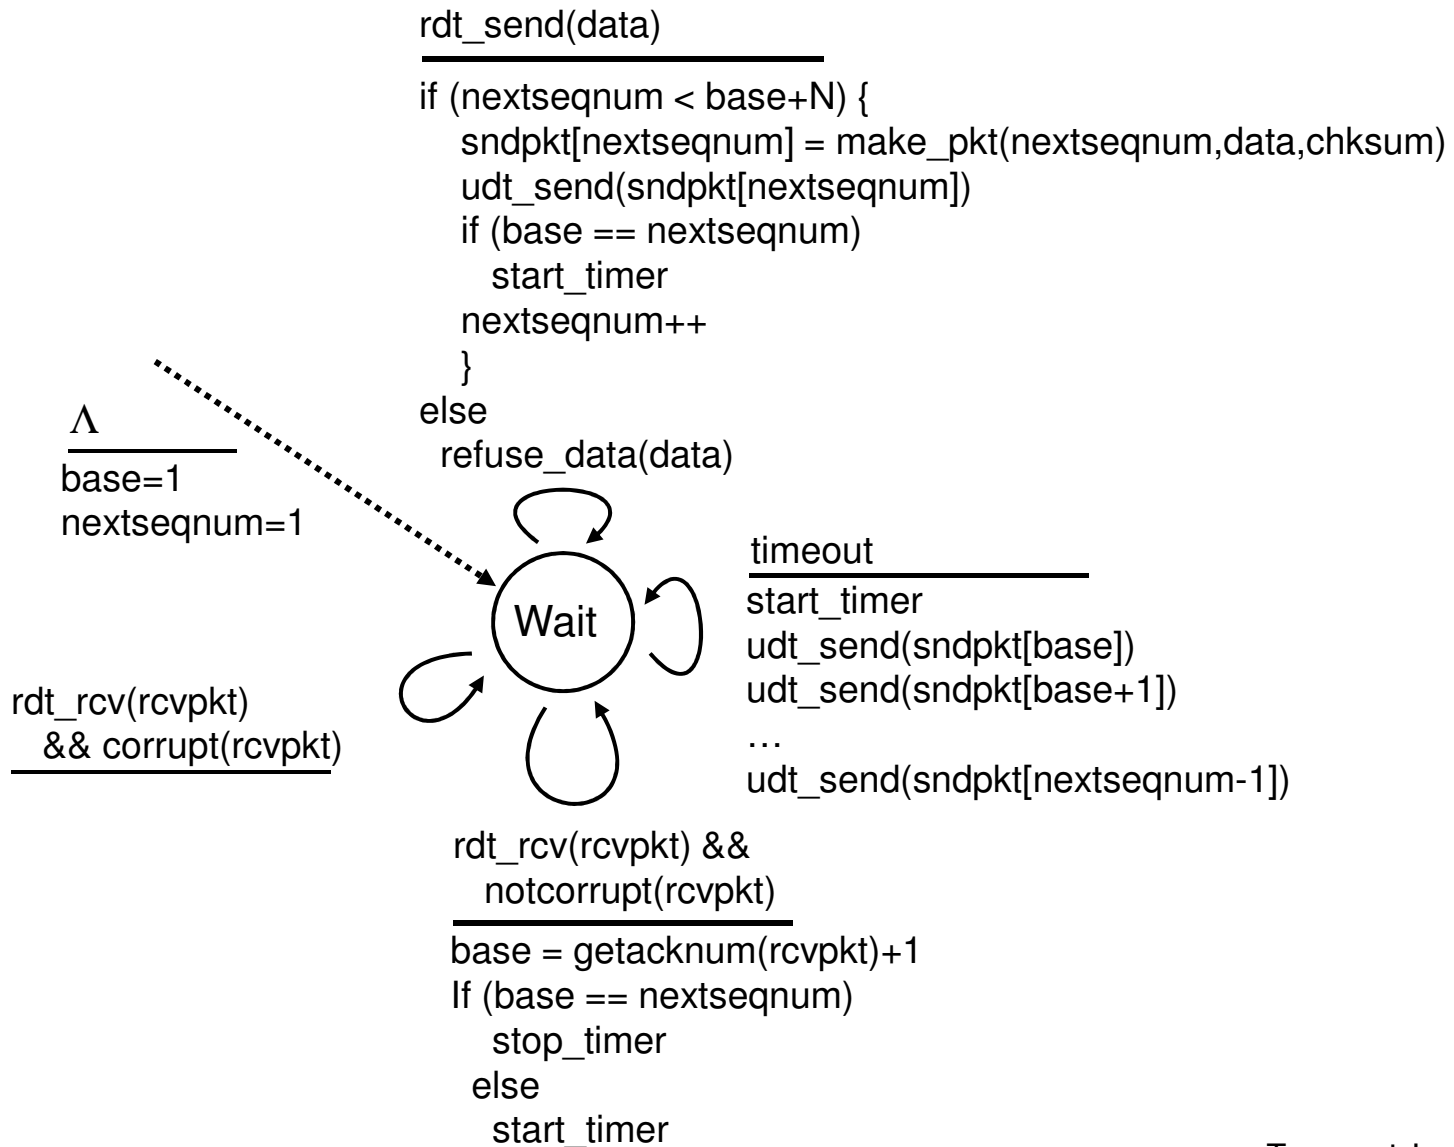 rdt_send(data)
if (nextseqnum < base+N) {
sndpkt[nextseqnum] = make_pkt(nextseqnum,data,chksum)
udt_send(sndpkt[nextseqnum])
if (base == nextseqnum)
start_timer
nextseqnum++
}
else
refuse_data(data)
Λ
base=1
nextseqnum=1
Wait
timeout
start_timer
udt_send(sndpkt[base])
udt_send(sndpkt[base+1])
…
udt_send(sndpkt[nextseqnum-1])
rdt_rcv(rcvpkt)
&& corrupt(rcvpkt)
rdt_rcv(rcvpkt) &&
notcorrupt(rcvpkt)
base = getacknum(rcvpkt)+1
If (base == nextseqnum)
stop_timer
else
start_timer